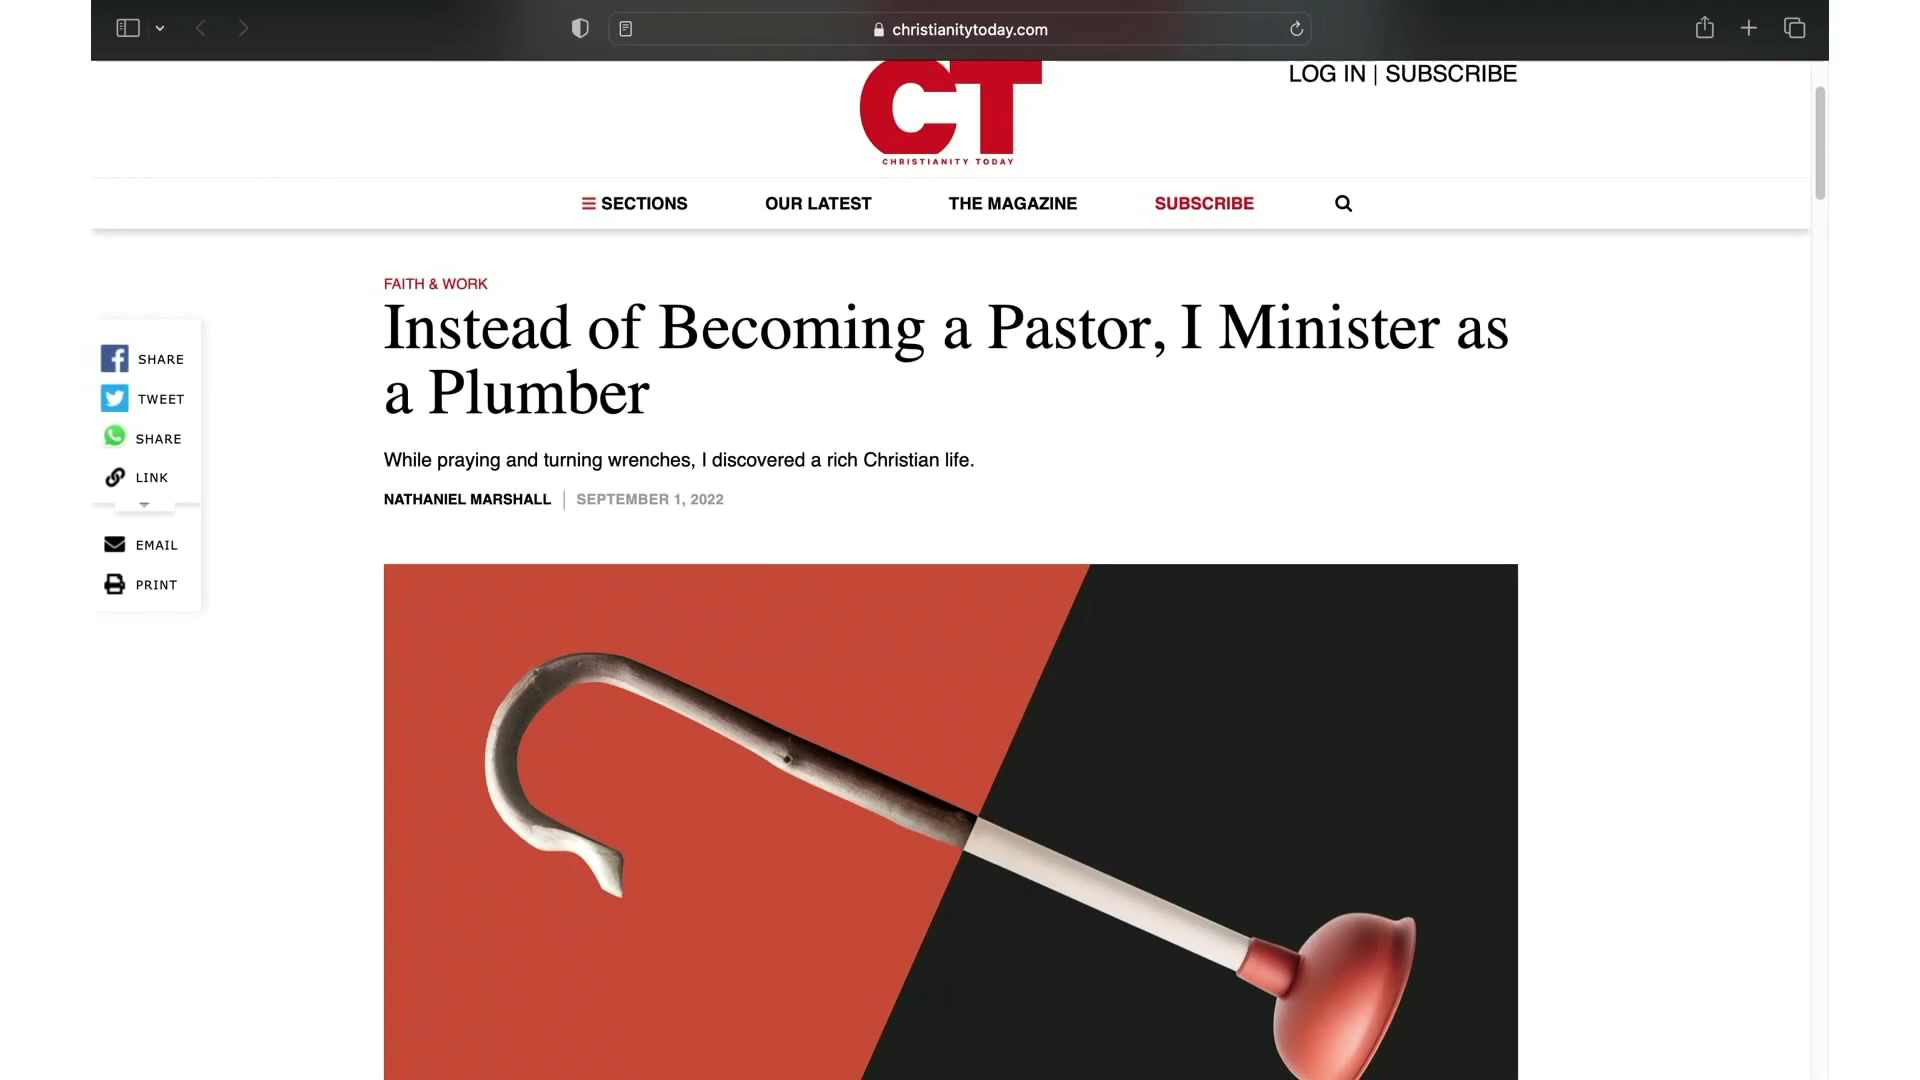 christianitytoday.com
CT
CHRISTIANITY TODAY
LOG IN | SUBSCRIBE
SECTIONS
OUR LATEST
THE MAGAZINE
SUBSCRIBE
FAITH & WORK
Instead of Becoming a Pastor, I Minister as
a Plumber
While praying and turning wrenches, I discovered a rich Christian life.
NATHANIEL MARSHALL | SEPTEMBER 1, 2022
SHARE
TWEET
SHARE
LINK
EMAIL
PRINT